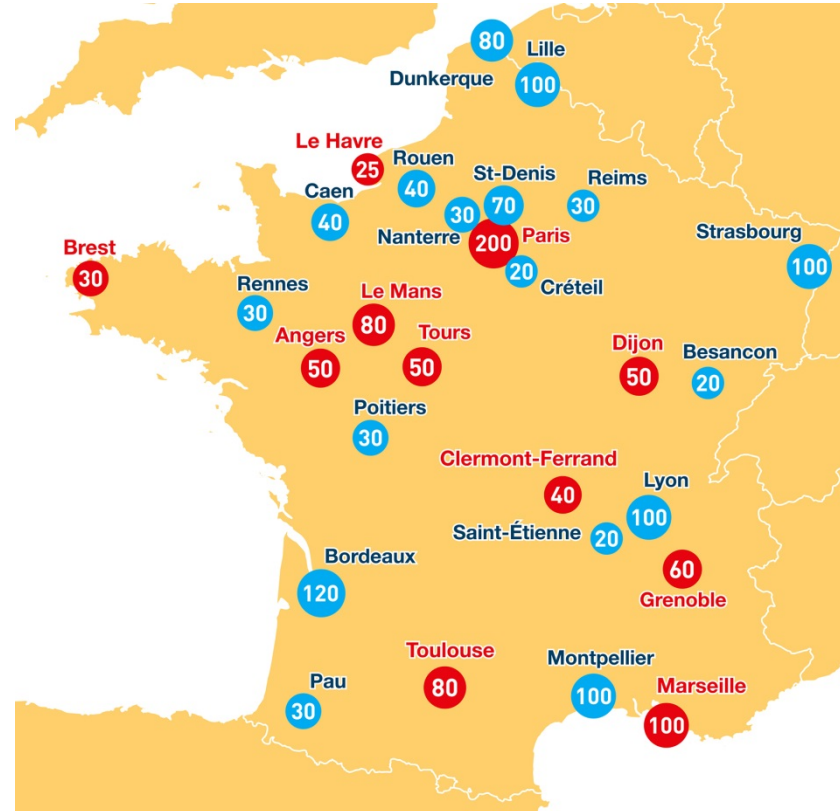 80
Lille
Dunkerque
100
Le Havre
25
Rouen
40
Caen
40
St-Denis
70
Reims
30
30
Nanterre
200
Paris
20
Créteil
Strasbourg
100
Brest
30
Rennes
30
Le Mans
80
Angers
50
Tours
50
Dijon
50
Besancon
20
Poitiers
30
Clermont-Ferrand
40
Lyon
100
Saint-Étienne
20
60
Grenoble
Bordeaux
120
Toulouse
80
Montpellier
100
Marseille
100
Pau
30